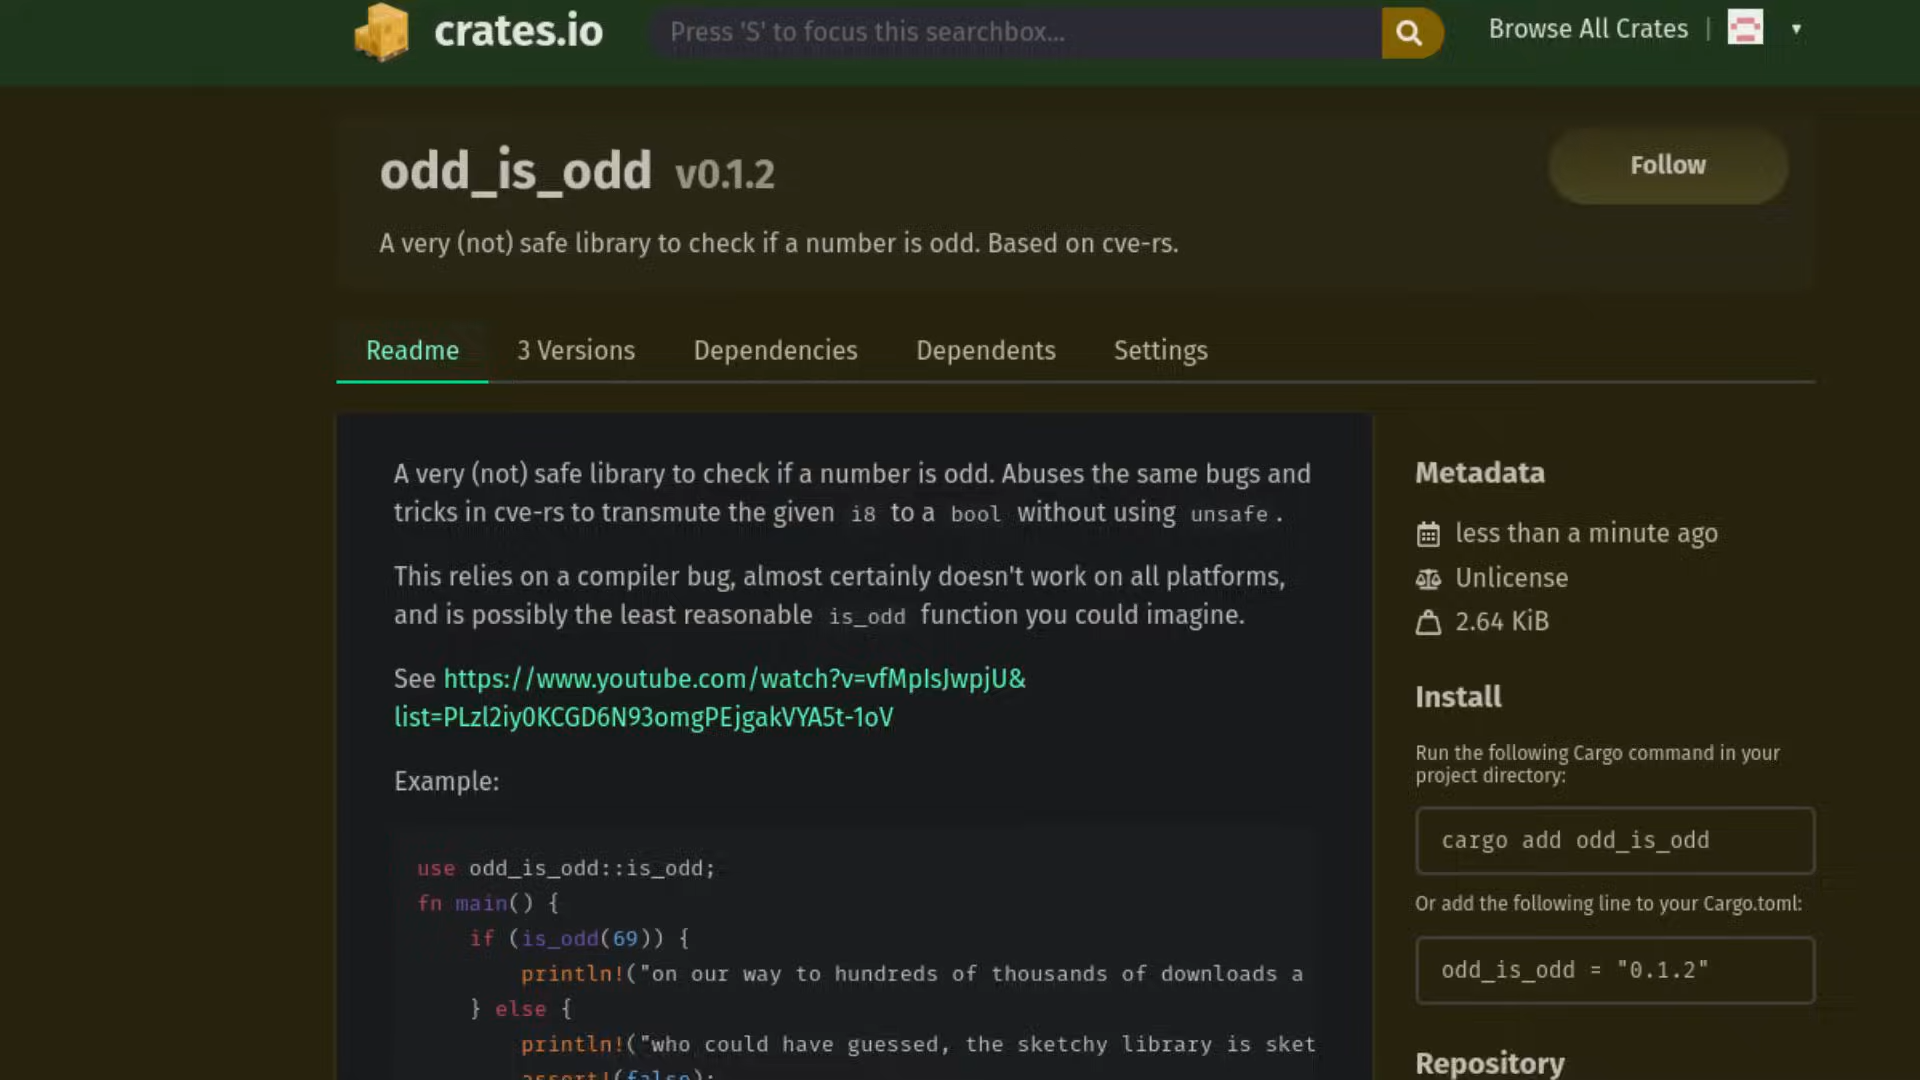 crates.io
Press 'S' to focus this searchbox...
Browse All Crates |
odd_is_odd v0.1.2
Follow
A very (not) safe library to check if a number is odd. Based on cve-rs.
Readme 3 Versions Dependencies Dependents Settings
A very (not) safe library to check if a number is odd. Abuses the same bugs and
tricks in cve-rs to transmute the given i8 to a bool without using unsafe.
This relies on a compiler bug, almost certainly doesn't work on all platforms,
and is possibly the least reasonable is_odd function you could imagine.
See https://www.youtube.com/watch?v=vfMpIsJwpjU&
list=PLzl2iy0KCGD6N93omgPEjgakVYA5t-1oV
Example:
use odd_is_odd::is_odd;
fn main() {
if (is_odd(69)) {
println!("on our way to hundreds of thousands of downloads a
} else {
println!("who could have guessed, the sketchy library is sket
assert!(false);
Metadata
less than a minute ago
Unlicense
2.64 KiB
Install
Run the following Cargo command in your
project directory:
cargo add odd_is_odd
Or add the following line to your Cargo.toml:
odd_is_odd = "0.1.2"
Repository